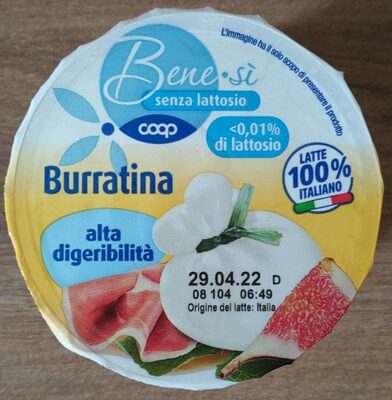 L'immagine ha il solo scopo di presentare il prodotto
Bene·sì
senza lattosio
coop
<0,01%
di lattosio
Burratina
LATTE
100%
ITALIANO
alta
digeribilità
29.04.22 D
08 104 06:49
Origine del latte: Italia